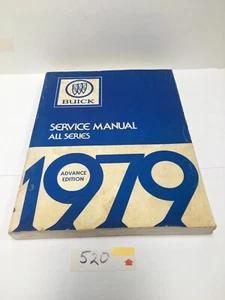 BUICK
SERVICE MANUAL
ALL SERIES
ADVANCE
EDITION
1979
520